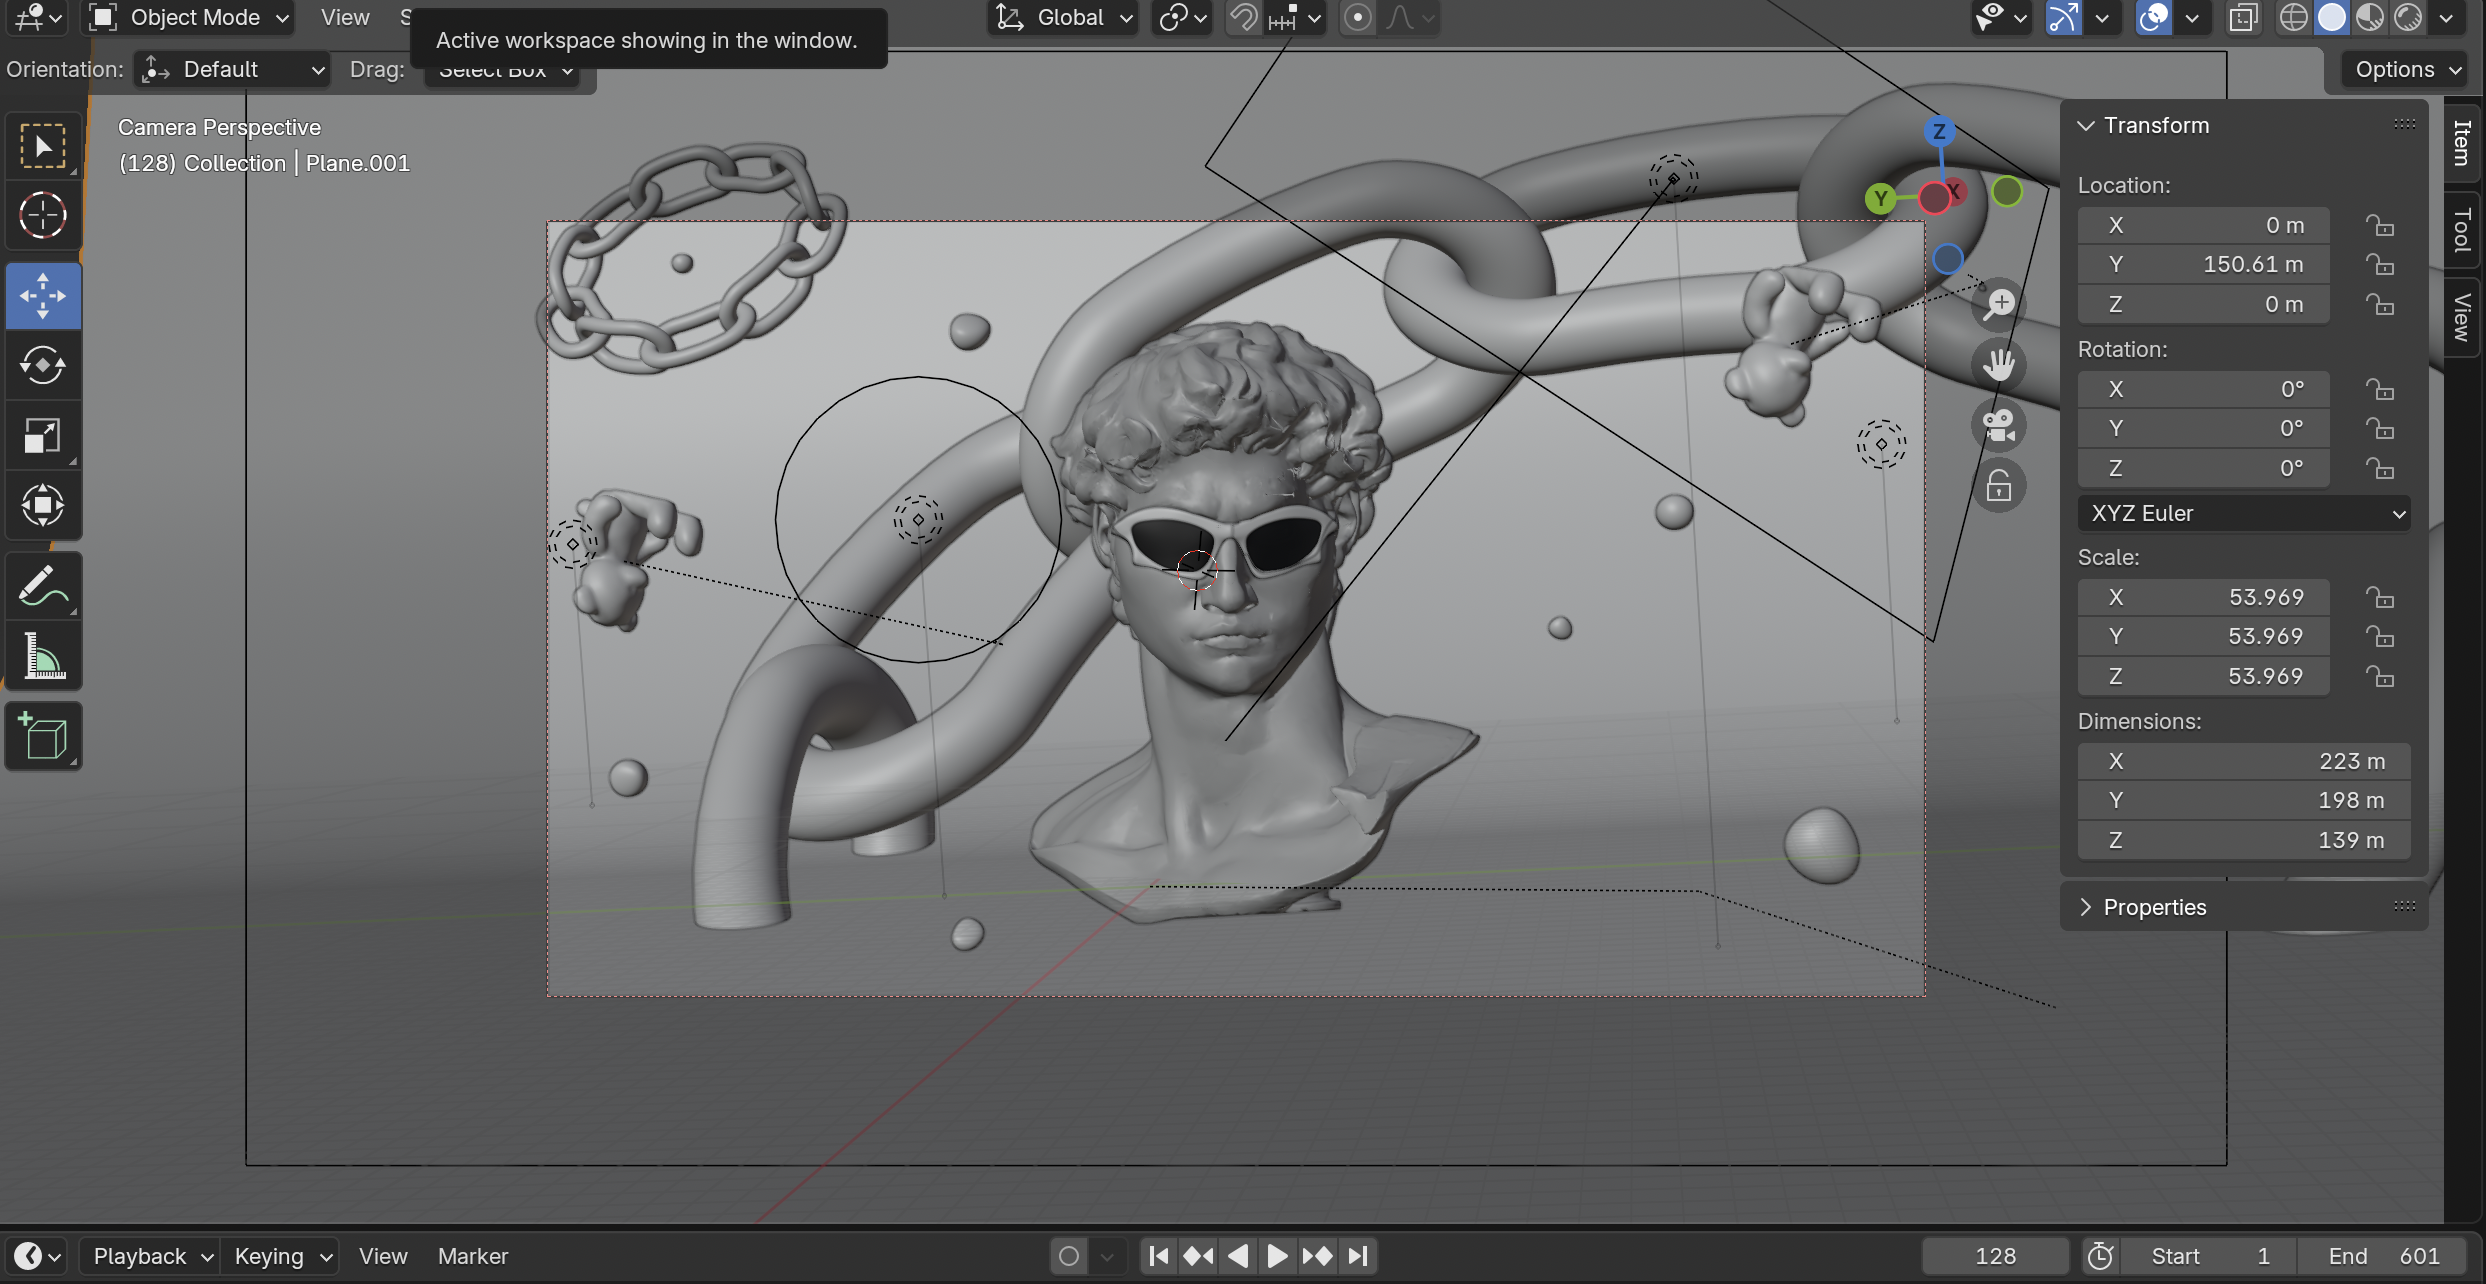 Object Mode
View
Global
Active workspace showing in the window.
Orientation:
Default
Drag:
Select Box
Options
Camera Perspective
(128) Collection | Plane.001
Z
Y
X
Transform
Location:
X 0 m
Y 150.61 m
Z 0 m
Rotation:
X 0°
Y 0°
Z 0°
XYZ Euler
Scale:
X 53.969
Y 53.969
Z 53.969
Dimensions:
X 223 m
Y 198 m
Z 139 m
Properties
Item
Tool
View
Playback
Keying
View
Marker
128
Start 1
End 601